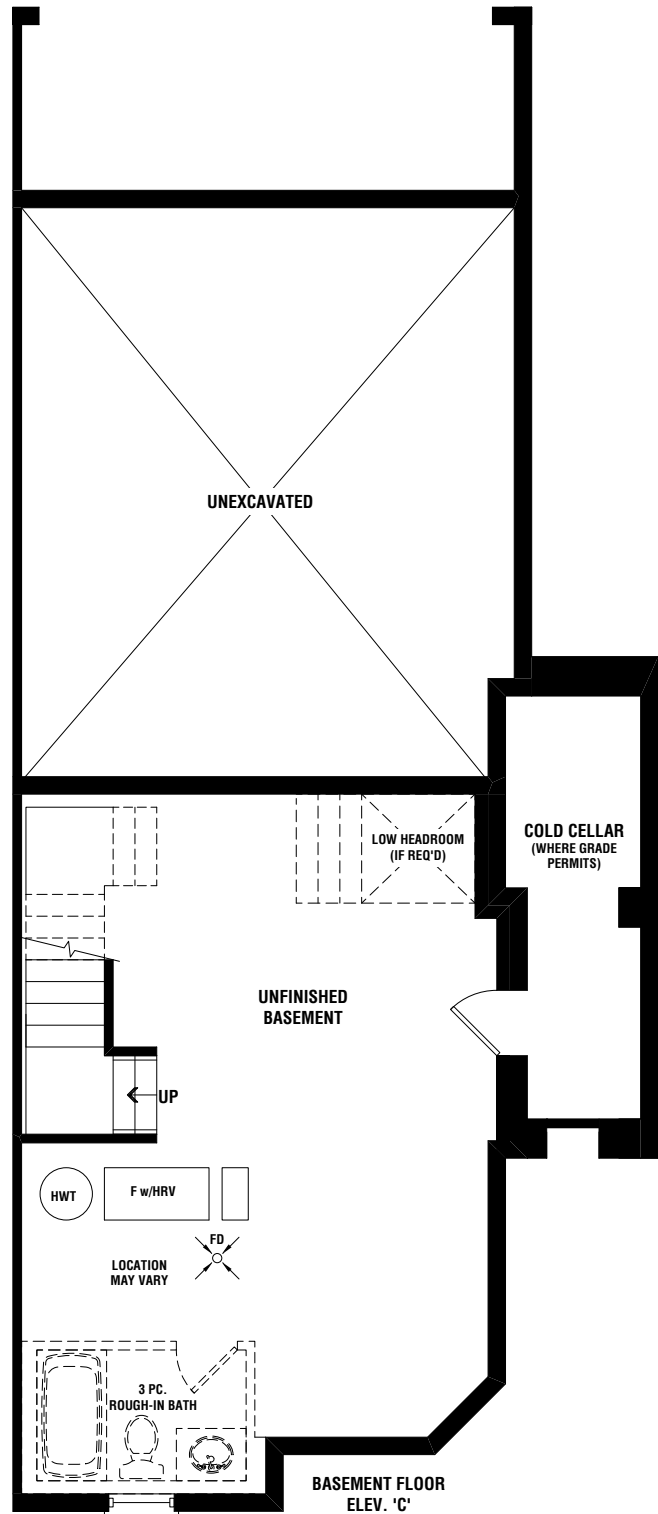 UNEXCAVATED
LOW HEADROOM
(IF REQ'D)
COLD CELLAR
(WHERE GRADE
PERMITS)
UNFINISHED
BASEMENT
UP
HWT
F w/HRV
FD
LOCATION
MAY VARY
3 PC.
ROUGH-IN BATH
BASEMENT FLOOR
ELEV. 'C'